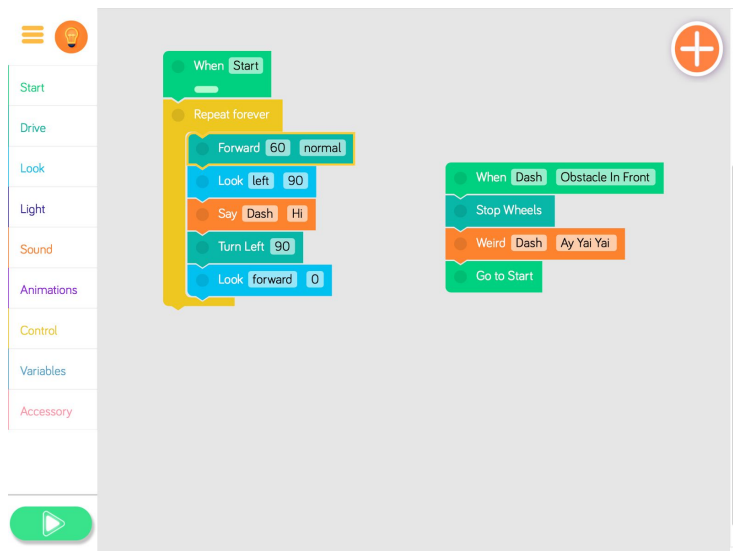 Start
Drive
Look
Light
Sound
Animations
Control
Variables
Accessory
When Start
Repeat forever
Forward 60 normal
Look left 90
Say Dash Hi
Turn Left 90
Look forward 0
When Dash Obstacle In Front
Stop Wheels
Weird Dash Ay Yai Yai
Go to Start